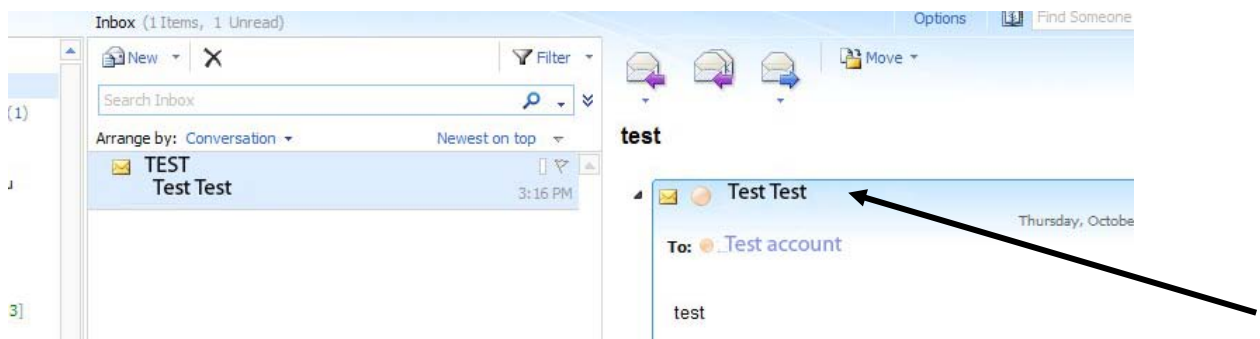 Inbox (1 Items, 1 Unread)
Options
Find Someone
New
Filter
Move
Search Inbox
(1)
Arrange by: Conversation
Newest on top
test
TEST
Test Test
3:16 PM
Test Test
Thursday, Octobe
To: Test account
3]
test